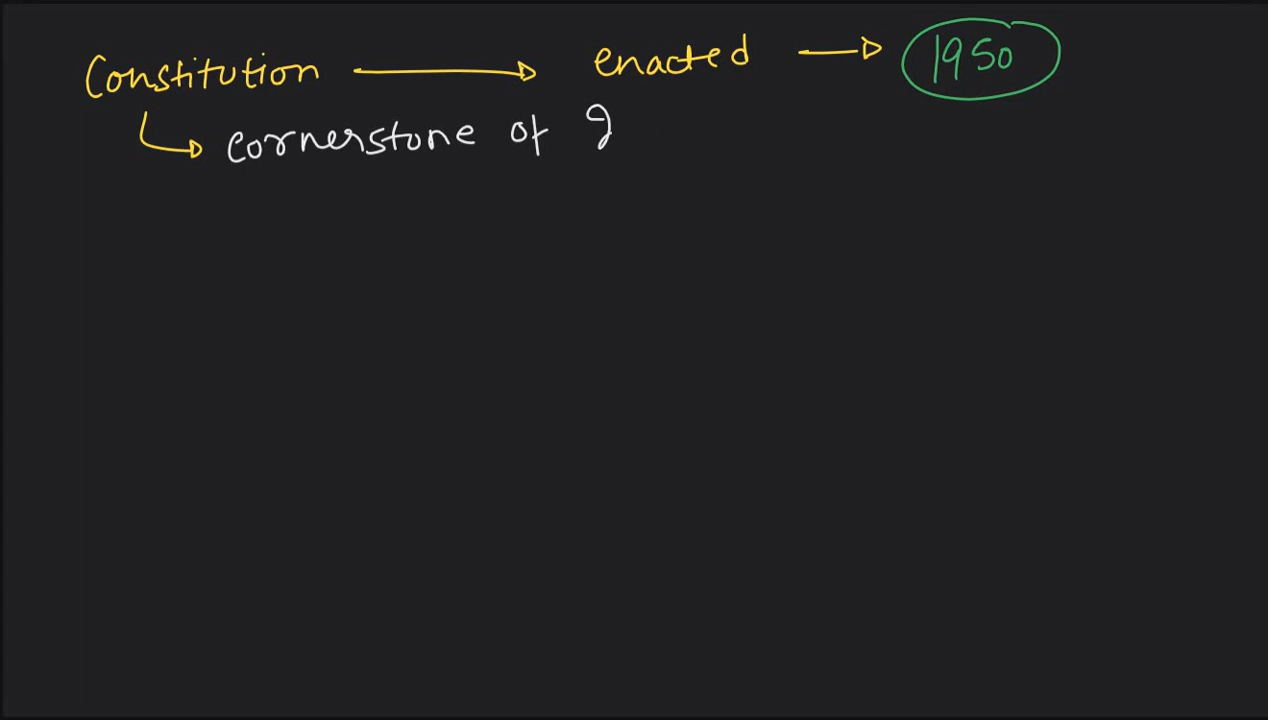 Constitution → enacted → 1950
↳ cornerstone of I